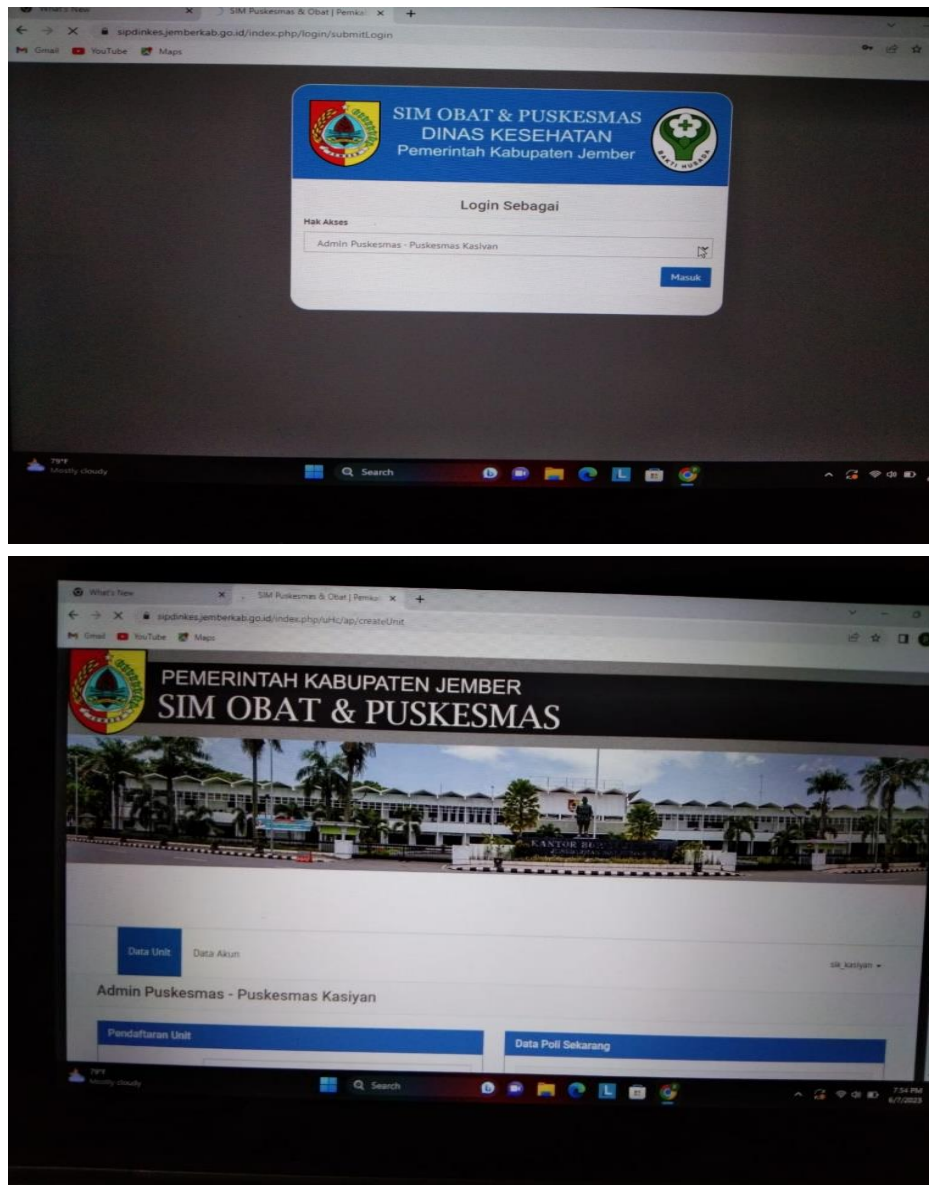 What's New
SIM Puskesmas & Obat | Pemka
sipdinkes.jemberkab.go.id/index.php/login/submitLogin
Gmail YouTube Maps
SIM OBAT & PUSKESMAS
DINAS KESEHATAN
Pemerintah Kabupaten Jember
BAKTI HUSADA
Login Sebagai
Hak Akses
Admin Puskesmas - Puskesmas Kasiyan
Masuk
79°F
Mostly cloudy
Search
What's New
SIM Puskesmas & Obat | Pemka
sipdinkes.jemberkab.go.id/index.php/uHc/ap/createUnit
Gmail YouTube Maps
JEMBER
PEMERINTAH KABUPATEN JEMBER
SIM OBAT & PUSKESMAS
KANTOR
Data Unit Data Akun
sik_kasiyan
Admin Puskesmas - Puskesmas Kasiyan
Pendaftaran Unit
Data Poli Sekarang
79°F
Mostly cloudy
Search
7:54 PM
6/7/2023